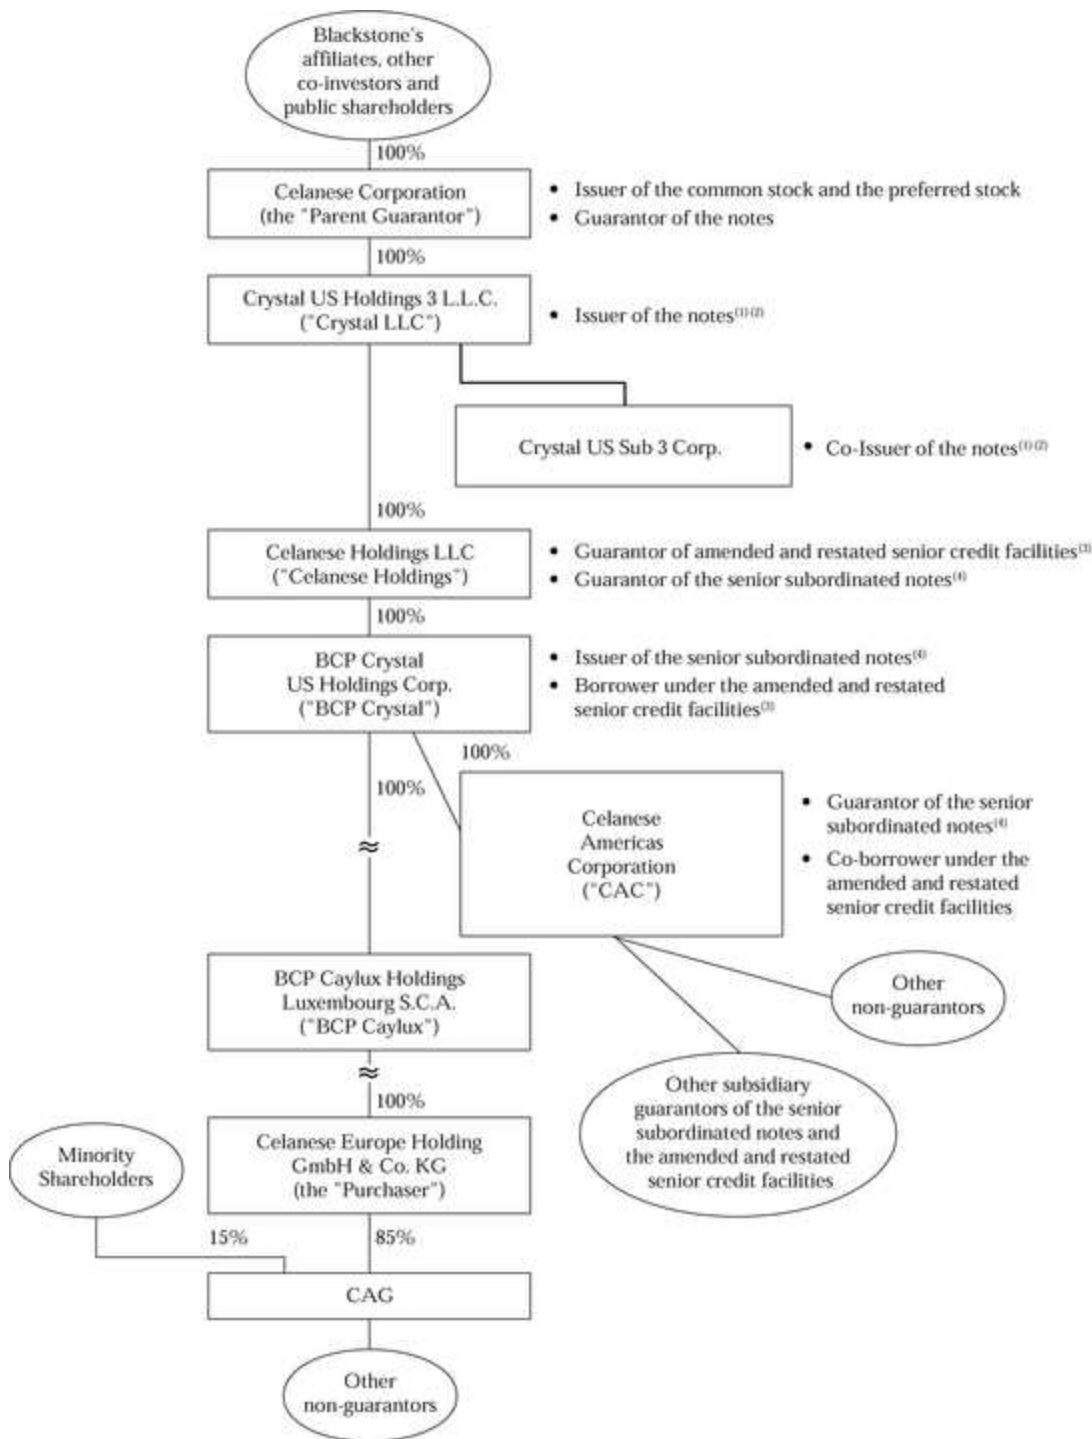 Blackstone's
affiliates, other
co-investors and
public shareholders
100%
Celanese Corporation
(the "Parent Guarantor")
• Issuer of the common stock and the preferred stock
• Guarantor of the notes
100%
Crystal US Holdings 3 L.L.C.
("Crystal LLC")
• Issuer of the notes(1) (2)
Crystal US Sub 3 Corp.
• Co-Issuer of the notes(1) (2)
100%
Celanese Holdings LLC
("Celanese Holdings")
• Guarantor of amended and restated senior credit facilities(3)
• Guarantor of the senior subordinated notes(4)
100%
BCP Crystal
US Holdings Corp.
("BCP Crystal")
• Issuer of the senior subordinated notes(4)
• Borrower under the amended and restated
senior credit facilities(3)
100%
100%
Celanese
Americas
Corporation
("CAC")
• Guarantor of the senior
subordinated notes(4)
• Co-borrower under the
amended and restated
senior credit facilities
≈
BCP Caylux Holdings
Luxembourg S.C.A.
("BCP Caylux")
Other
non-guarantors
≈
100%
Other subsidiary
guarantors of the senior
subordinated notes and
the amended and restated
senior credit facilities
Minority
Shareholders
Celanese Europe Holding
GmbH & Co. KG
(the "Purchaser")
15%
85%
CAG
Other
non-guarantors